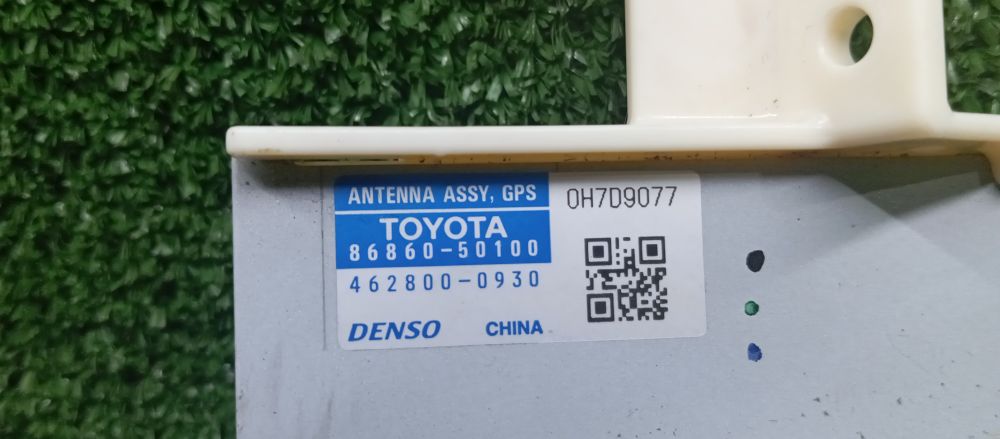 ANTENNA ASSY, GPS
0H7D9077
TOYOTA
86860-50100
462800-0930
DENSO
CHINA